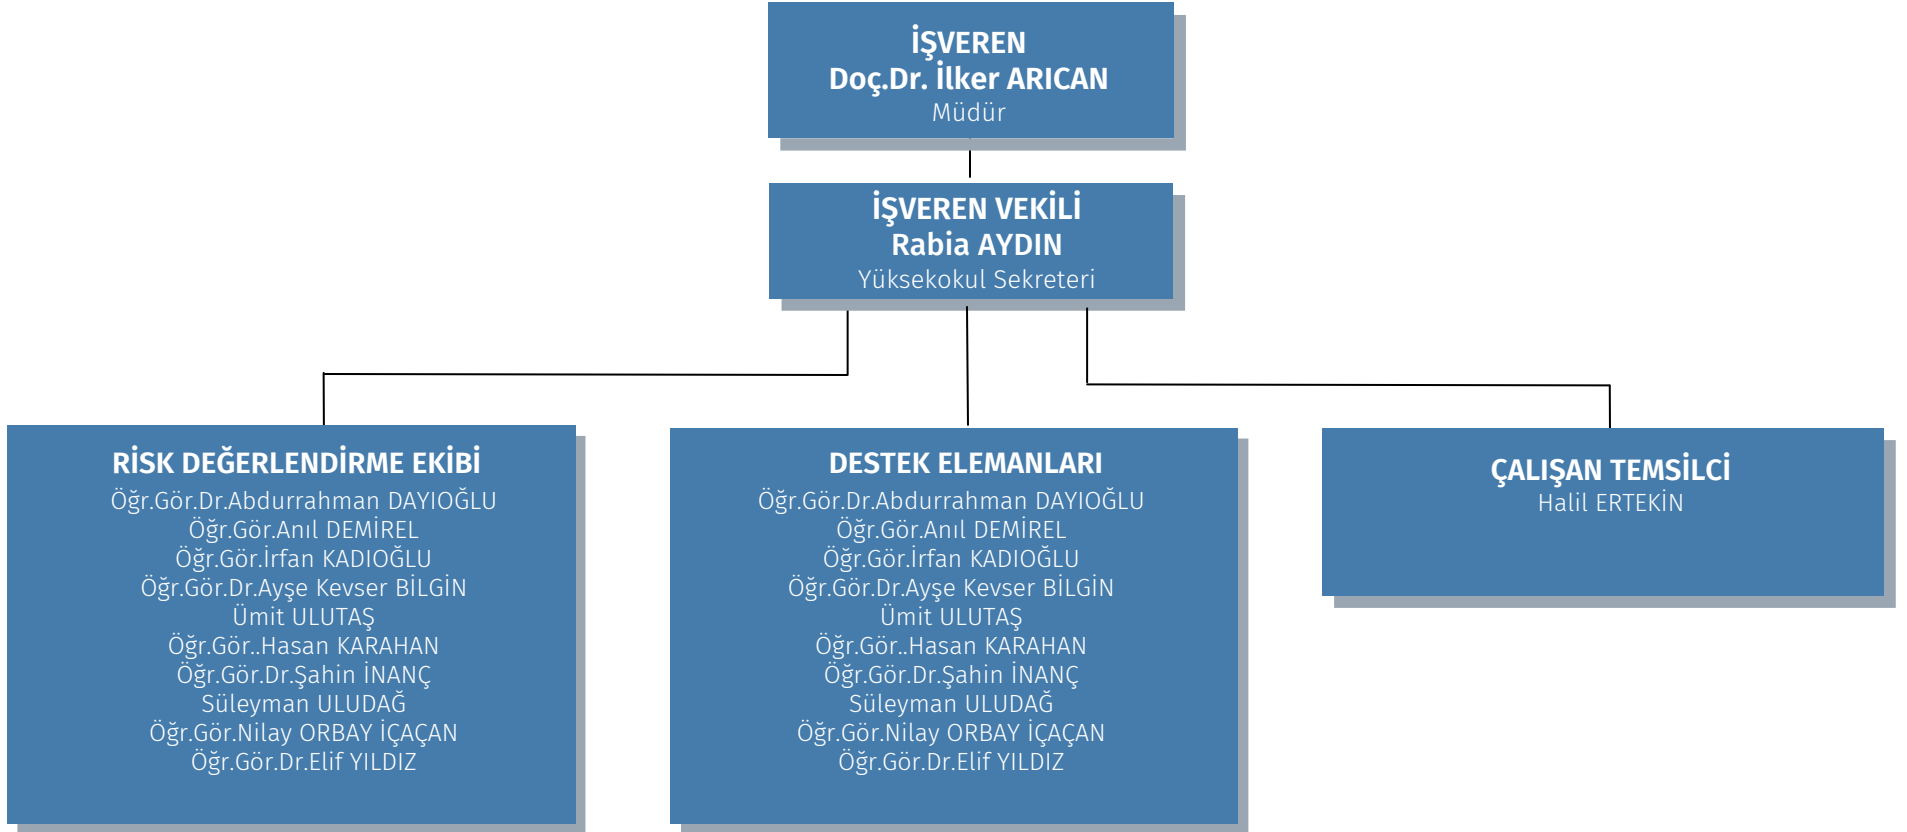 İŞVEREN
Doç.Dr. İlker ARICAN
Müdür
İŞVEREN VEKİLİ
Rabia AYDIN
Yüksekokul Sekreteri
RİSK DEĞERLENDİRME EKİBİ
Öğr.Gör.Dr.Abdurrahman DAYIOĞLU
Öğr.Gör.Anıl DEMİREL
Öğr.Gör.İrfan KADIOĞLU
Öğr.Gör.Dr.Ayşe Kevser BİLGİN
Ümit ULUTAŞ
Öğr.Gör..Hasan KARAHAN
Öğr.Gör.Dr.Şahin İNANÇ
Süleyman ULUDAĞ
Öğr.Gör.Nilay ORBAY İÇAÇAN
Öğr.Gör.Dr.Elif YILDIZ
DESTEK ELEMANLARI
Öğr.Gör.Dr.Abdurrahman DAYIOĞLU
Öğr.Gör.Anıl DEMİREL
Öğr.Gör.İrfan KADIOĞLU
Öğr.Gör.Dr.Ayşe Kevser BİLGİN
Ümit ULUTAŞ
Öğr.Gör..Hasan KARAHAN
Öğr.Gör.Dr.Şahin İNANÇ
Süleyman ULUDAĞ
Öğr.Gör.Nilay ORBAY İÇAÇAN
Öğr.Gör.Dr.Elif YILDIZ
ÇALIŞAN TEMSİLCİ
Halil ERTEKİN